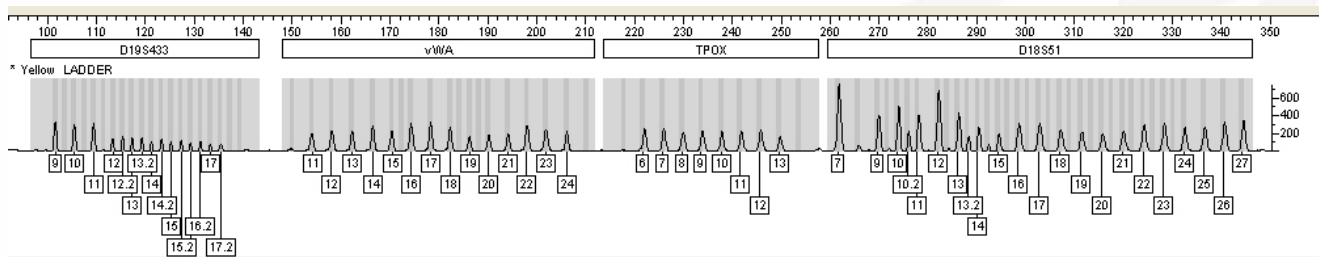 100 110 120 130 140 150 160 170 180 190 200 210 220 230 240 250 260 270 280 290 300 310 320 330 340 350
D19S433 vWA TPOX D18S51
* Yellow LADDER
600
400
200
9 10 12 13.2 17 11 13 15 17 19 21 23 6 7 8 9 10 13 7 9 10 12 15 16 18 20 22 24 25 27
11 12.2 14 12 14 16 18 20 22 24 11 10.2 13 17 19 21 23 26
13 14.2 16.2 12 11 13.2
15 17.2 14
15.2